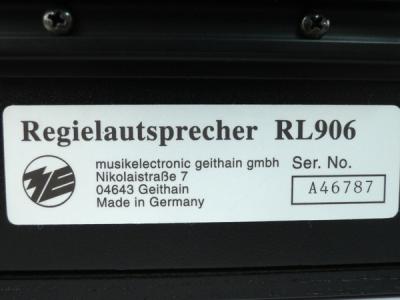 Regielautsprecher RL906
musikelectronic geithain gmbh Ser. No.
Nikolaistraße 7
04643 Geithain A46787
Made in Germany